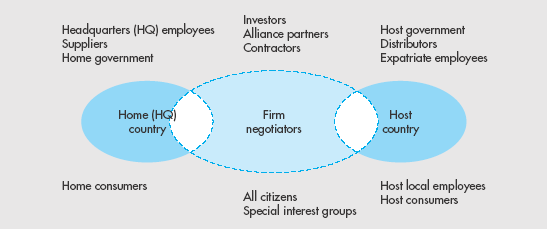 Headquarters (HQ) employees
Suppliers
Home government
Investors
Alliance partners
Contractors
Host government
Distributors
Expatriate employees
Home (HQ)
country
Firm
negotiators
Host
country
Home consumers
All citizens
Special interest groups
Host local employees
Host consumers